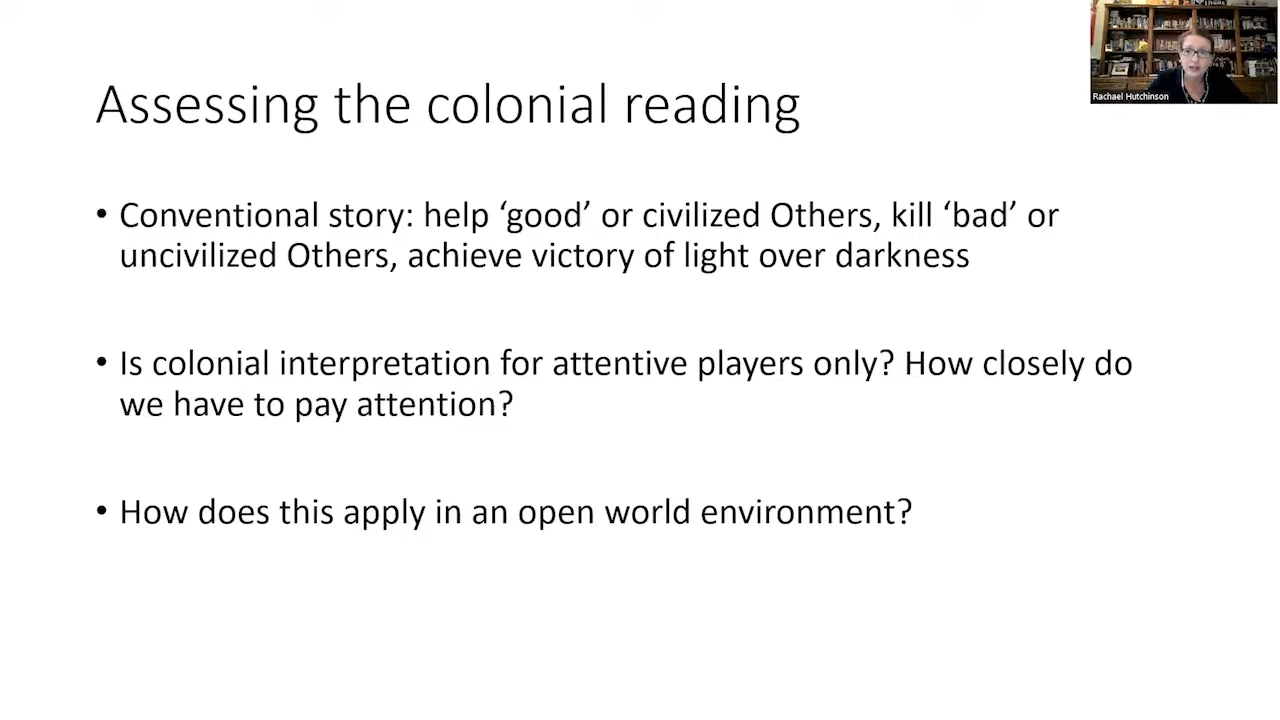 Assessing the colonial reading
• Conventional story: help ‘good’ or civilized Others, kill ‘bad’ or
uncivilized Others, achieve victory of light over darkness
• Is colonial interpretation for attentive players only? How closely do
we have to pay attention?
• How does this apply in an open world environment?
Rachael Hutchinson